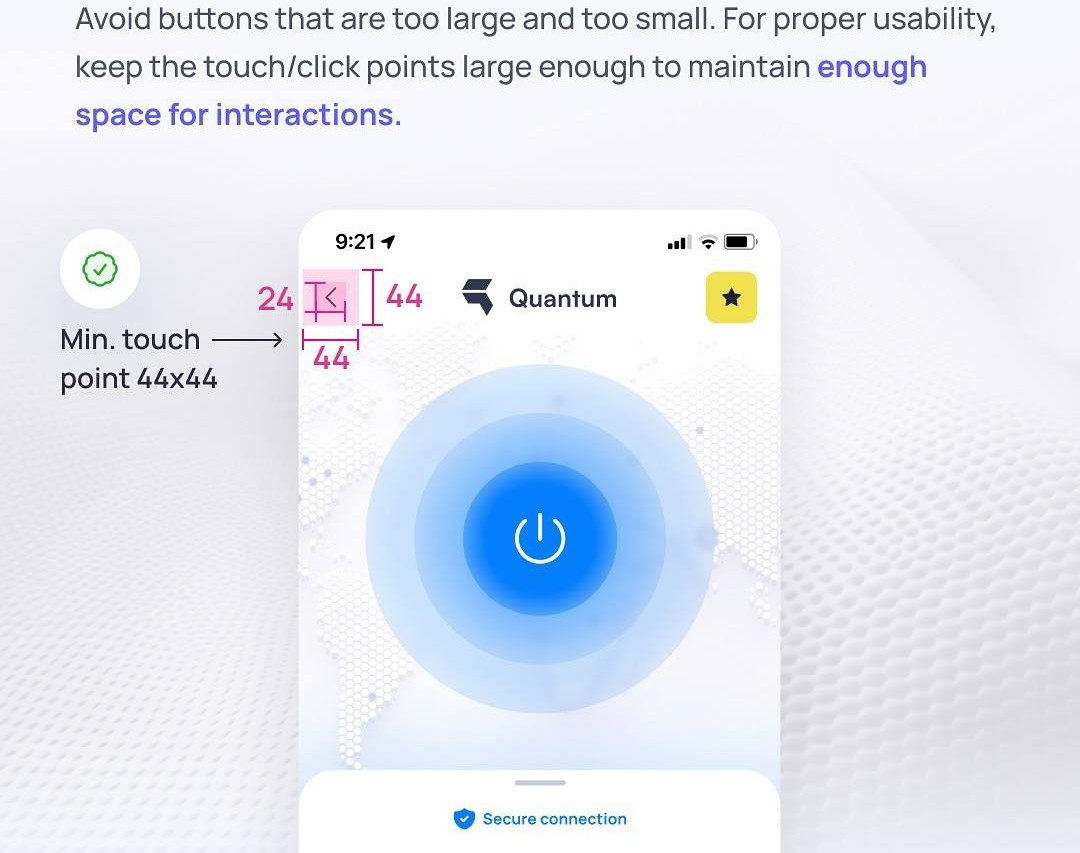 Avoid buttons that are too large and too small. For proper usability,
keep the touch/click points large enough to maintain enough
space for interactions.
9:21
24
44
Quantum
Min. touch
44
point 44x44
Secure connection